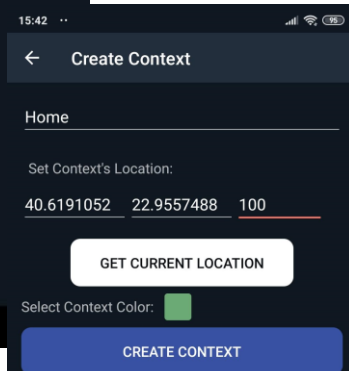 15:42 ··
95
Create Context
Home
Set Context's Location:
40.6191052 22.9557488 100
GET CURRENT LOCATION
Select Context Color:
CREATE CONTEXT